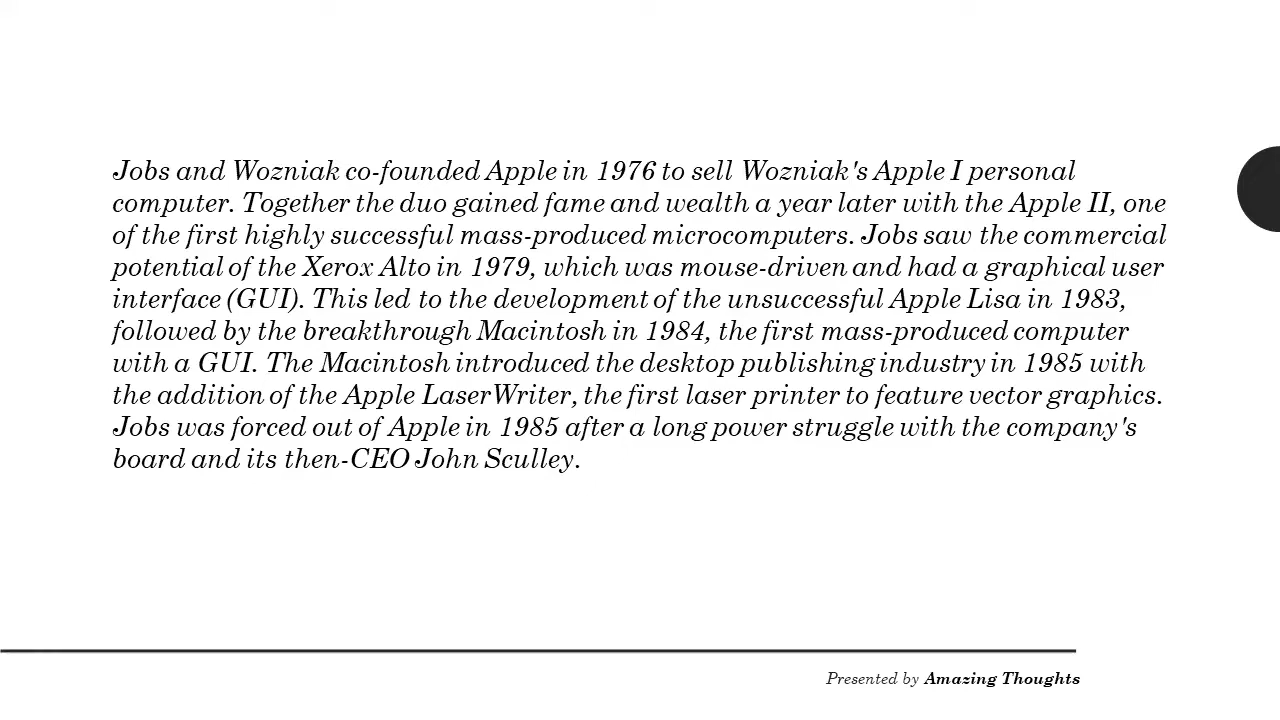 Jobs and Wozniak co-founded Apple in 1976 to sell Wozniak's Apple I personal
computer. Together the duo gained fame and wealth a year later with the Apple II, one
of the first highly successful mass-produced microcomputers. Jobs saw the commercial
potential of the Xerox Alto in 1979, which was mouse-driven and had a graphical user
interface (GUI). This led to the development of the unsuccessful Apple Lisa in 1983,
followed by the breakthrough Macintosh in 1984, the first mass-produced computer
with a GUI. The Macintosh introduced the desktop publishing industry in 1985 with
the addition of the Apple LaserWriter, the first laser printer to feature vector graphics.
Jobs was forced out of Apple in 1985 after a long power struggle with the company's
board and its then-CEO John Sculley.
Presented by Amazing Thoughts